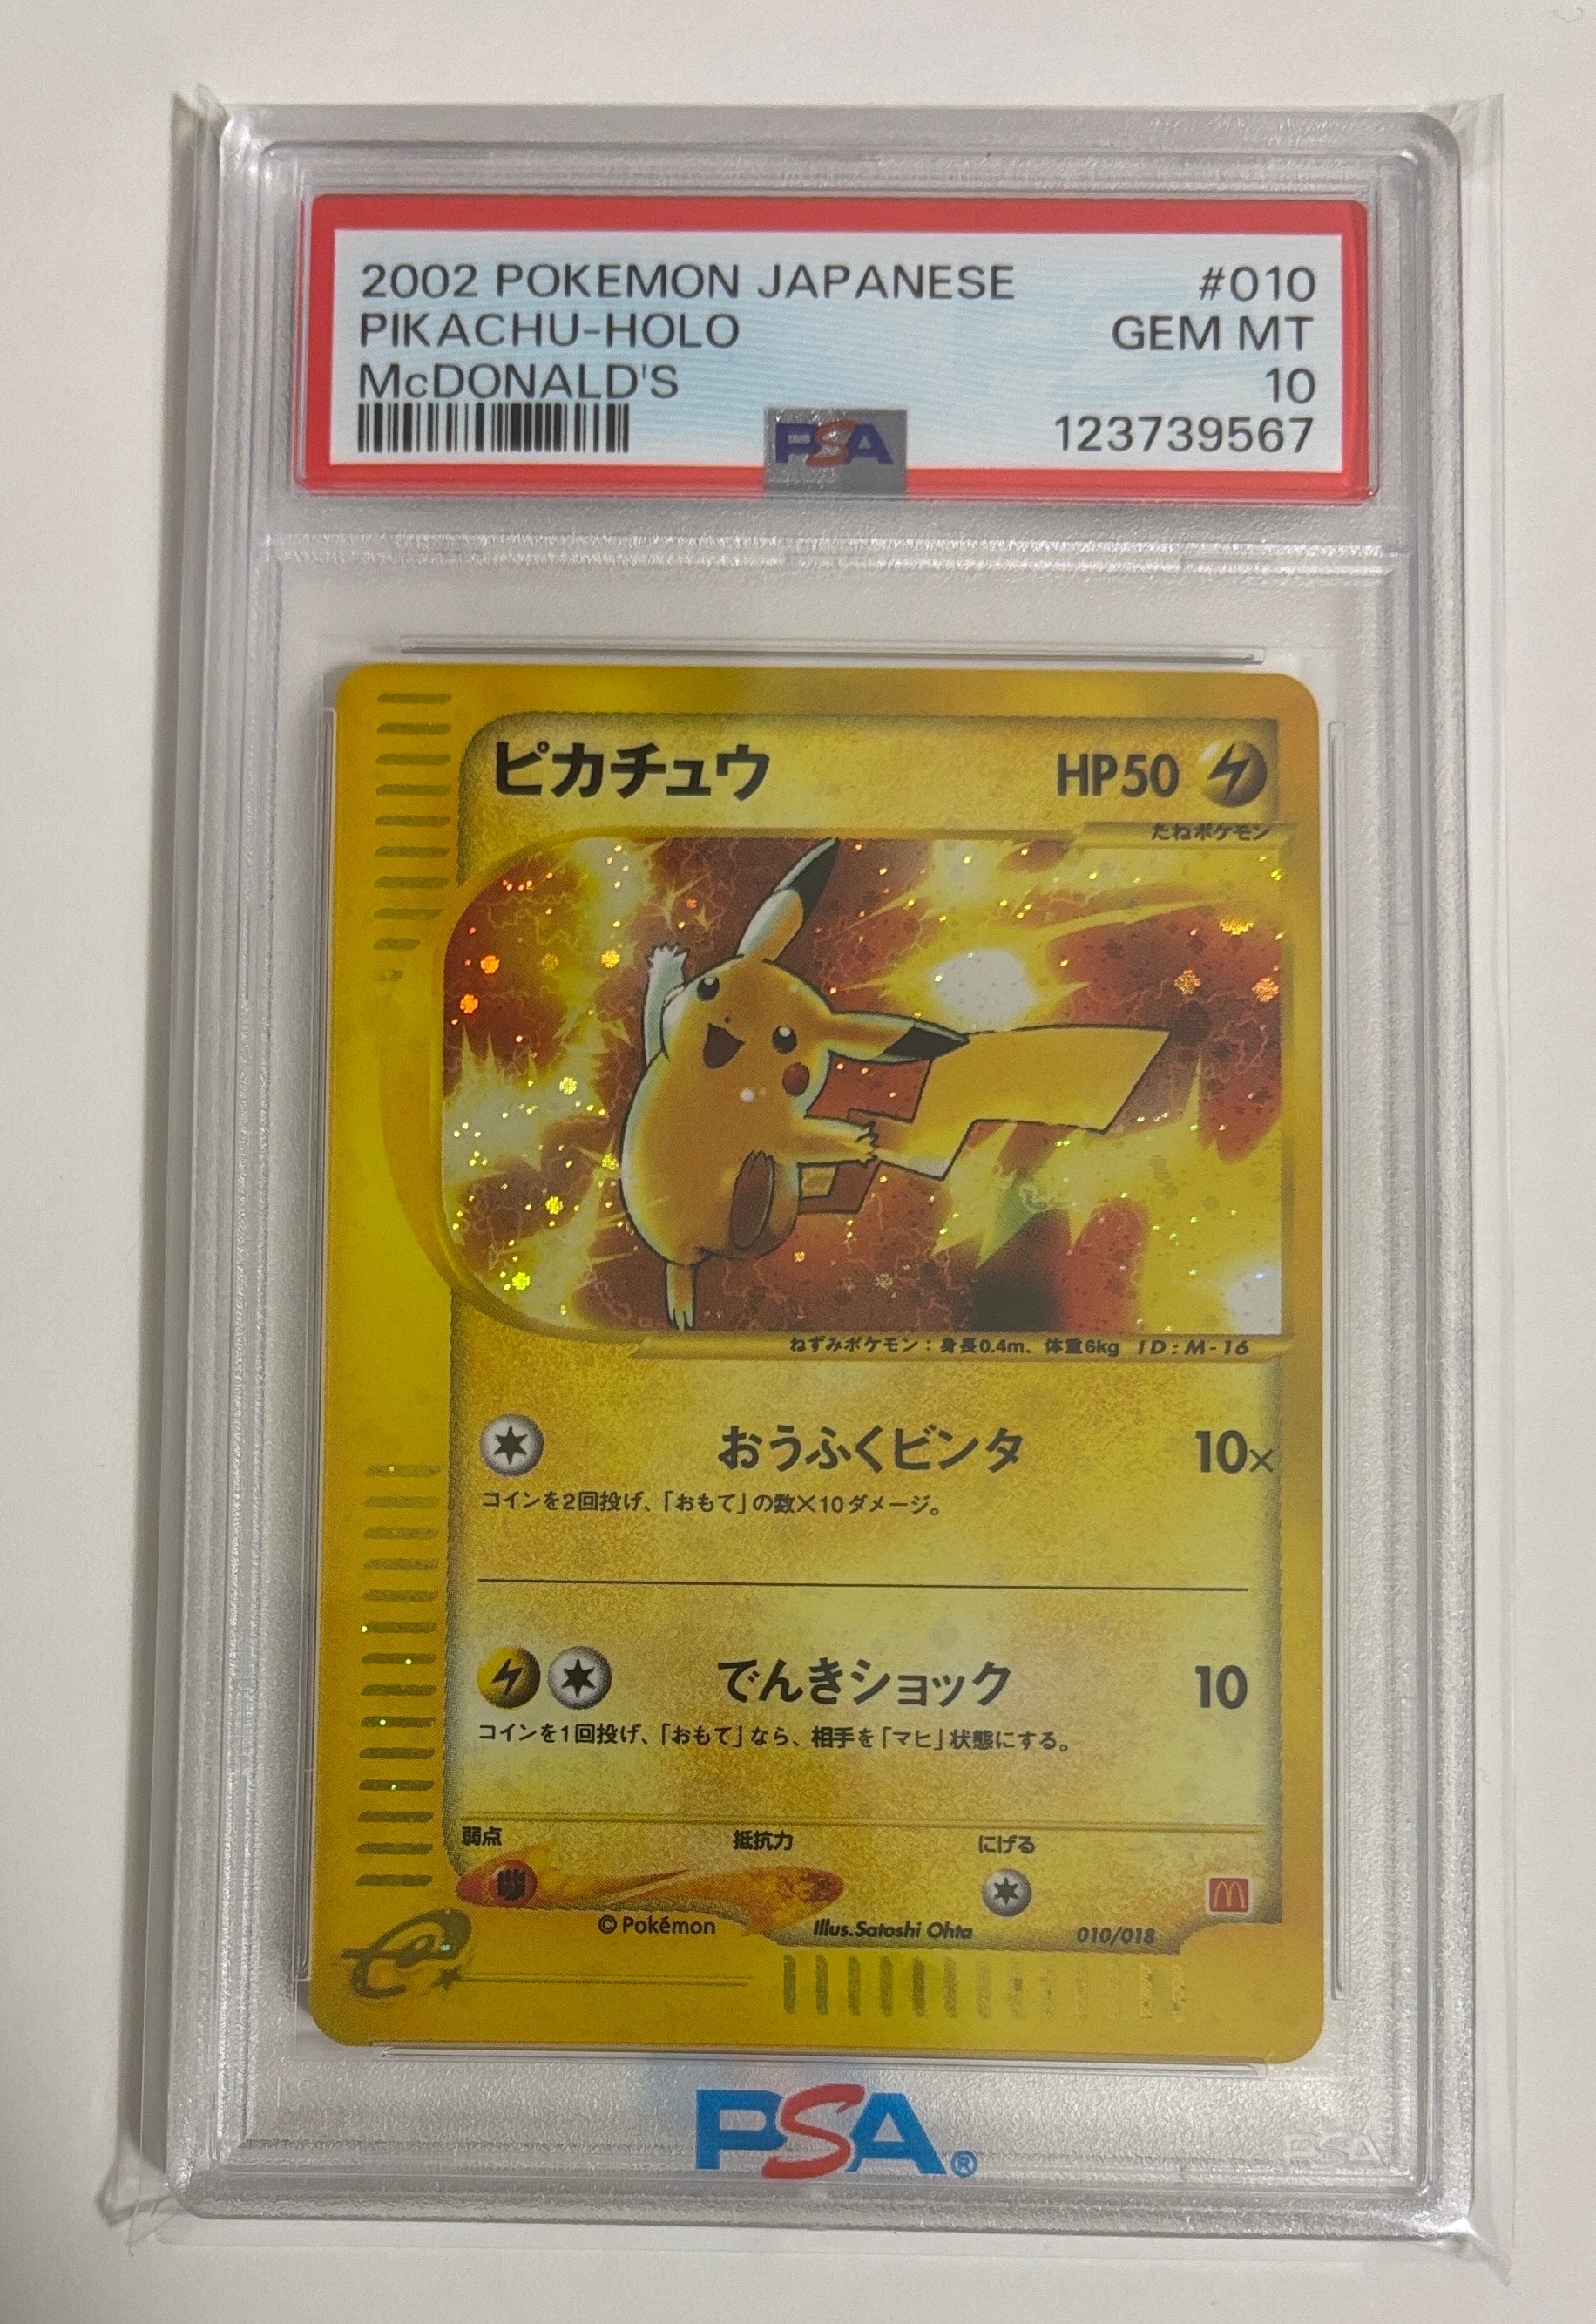 2002 POKEMON JAPANESE #010
PIKACHU-HOLO GEM MT
McDONALD'S 10
PSA 123739567
ピカチュウ HP50
たねポケモン
ねずみポケモン：身長0.4m、体重6kg ID:M-16
おうふくビンタ 10×
コインを2回投げ、「おもて」の数×10ダメージ。
でんきショック 10
コインを1回投げ、「おもて」なら、相手を「マヒ」状態にする。
弱点 抵抗力 にげる
©Pokémon Illus.Satoshi Ohta 010/018
e
PSA®
PSA